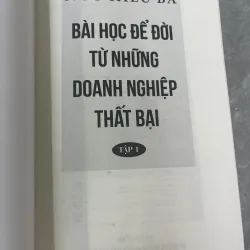 BÀI HỌC ĐỂ ĐỜI
TỪ NHỮNG
DOANH NGHIỆP
THẤT BẠI
TẬP 1